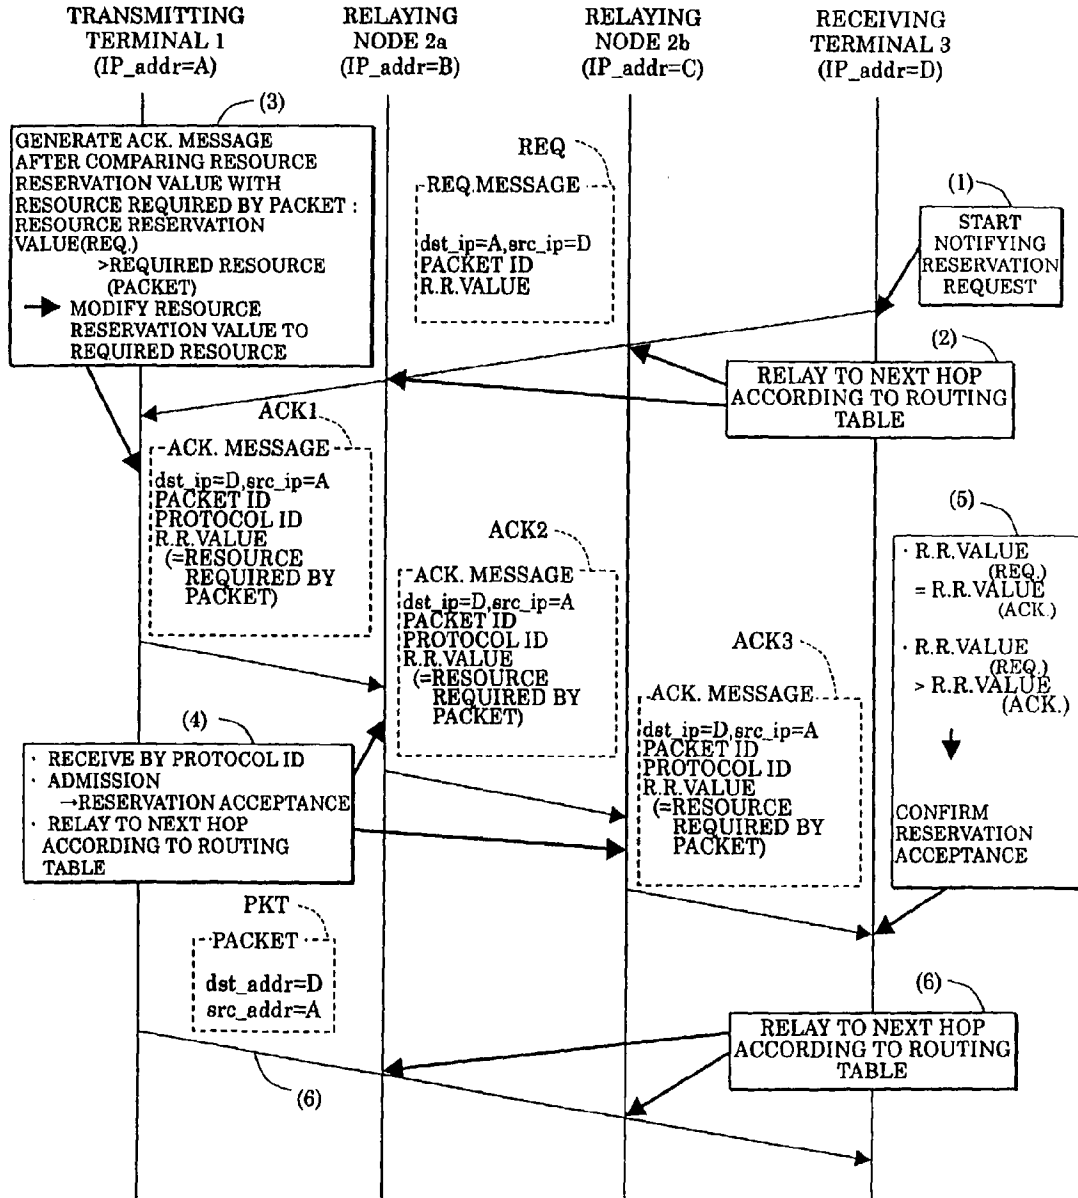 TRANSMITTING
TERMINAL 1
(IP_addr=A)
RELAYING
NODE 2a
(IP_addr=B)
RELAYING
NODE 2b
(IP_addr=C)
RECEIVING
TERMINAL 3
(IP_addr=D)
(3)
GENERATE ACK. MESSAGE
AFTER COMPARING RESOURCE
RESERVATION VALUE WITH
RESOURCE REQUIRED BY PACKET :
RESOURCE RESERVATION
VALUE(REQ.)
>REQUIRED RESOURCE
(PACKET)
MODIFY RESOURCE
RESERVATION VALUE TO
REQUIRED RESOURCE
REQ
REQ.MESSAGE
dst_ip=A,src_ip=D
PACKET ID
R.R.VALUE
(1)
START
NOTIFYING
RESERVATION
REQUEST
(2)
RELAY TO NEXT HOP
ACCORDING TO ROUTING
TABLE
ACK1
ACK. MESSAGE
dst_ip=D,src_ip=A
PACKET ID
PROTOCOL ID
R.R.VALUE
(=RESOURCE
REQUIRED BY
PACKET)
ACK2
ACK. MESSAGE
dst_ip=D,src_ip=A
PACKET ID
PROTOCOL ID
R.R.VALUE
(=RESOURCE
REQUIRED BY
PACKET)
ACK3
ACK. MESSAGE
dst_ip=D,src_ip=A
PACKET ID
PROTOCOL ID
R.R.VALUE
(=RESOURCE
REQUIRED BY
PACKET)
(5)
· R.R.VALUE
(REQ.)
= R.R.VALUE
(ACK.)
· R.R.VALUE
(REQ.)
> R.R.VALUE
(ACK.)
CONFIRM
RESERVATION
ACCEPTANCE
(4)
· RECEIVE BY PROTOCOL ID
· ADMISSION
→RESERVATION ACCEPTANCE
· RELAY TO NEXT HOP
ACCORDING TO ROUTING
TABLE
PKT
PACKET
dst_addr=D
src_addr=A
(6)
RELAY TO NEXT HOP
ACCORDING TO ROUTING
TABLE
(6)